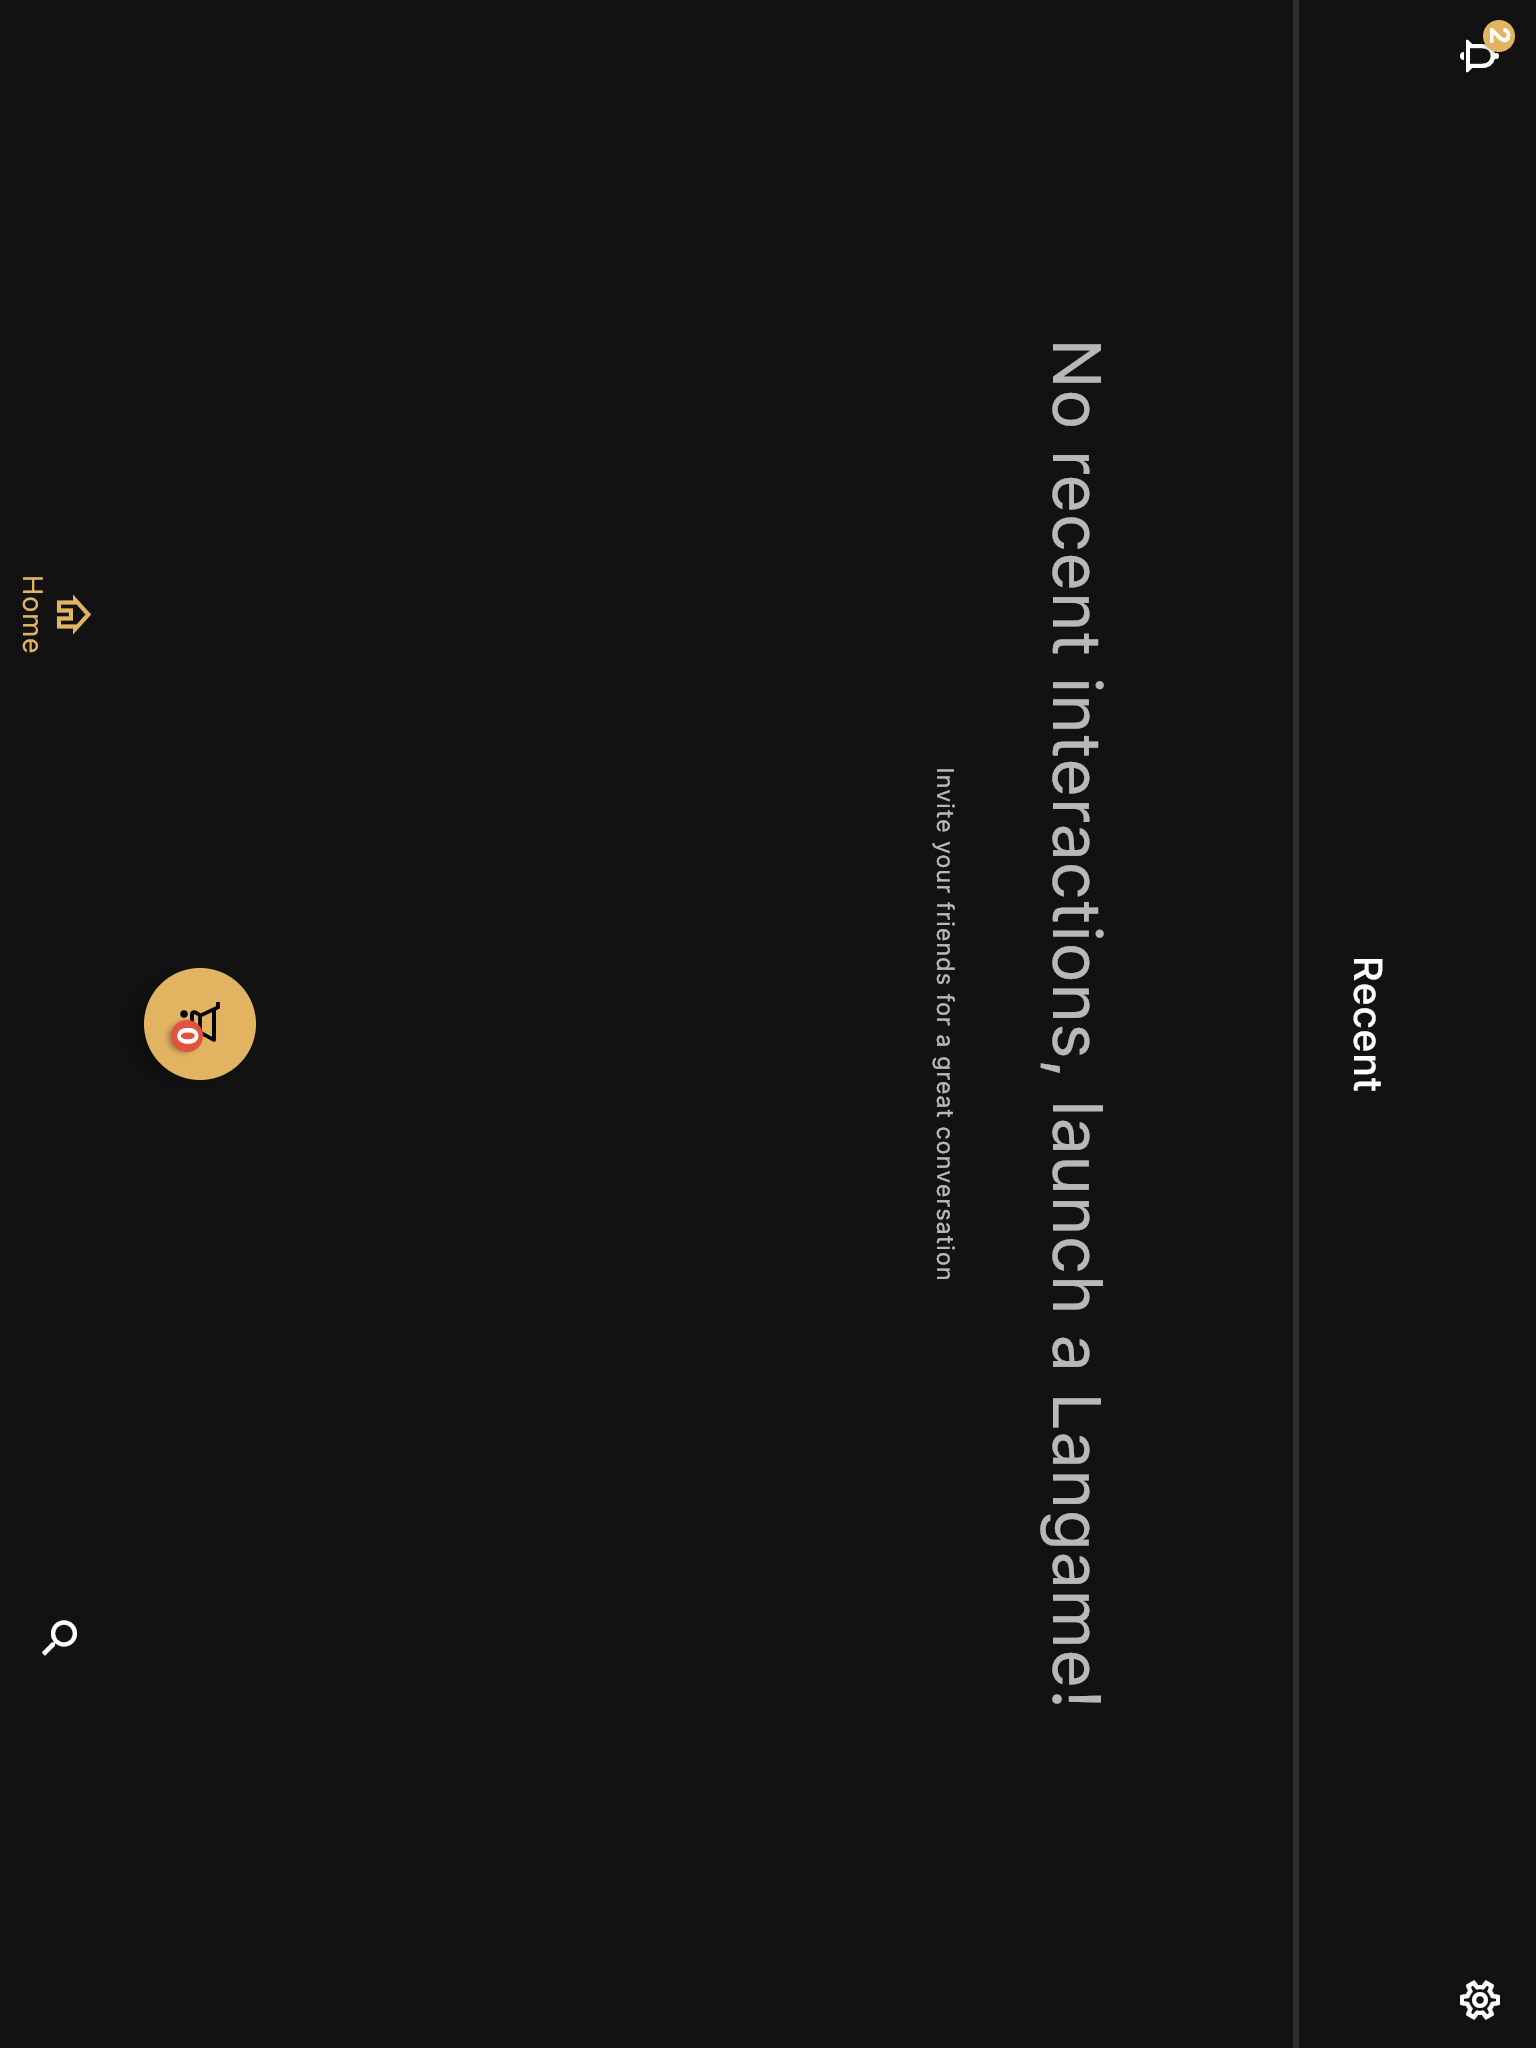 2
Recent
No recent interactions, launch a Langame!
Invite your friends for a great conversation
0
Home